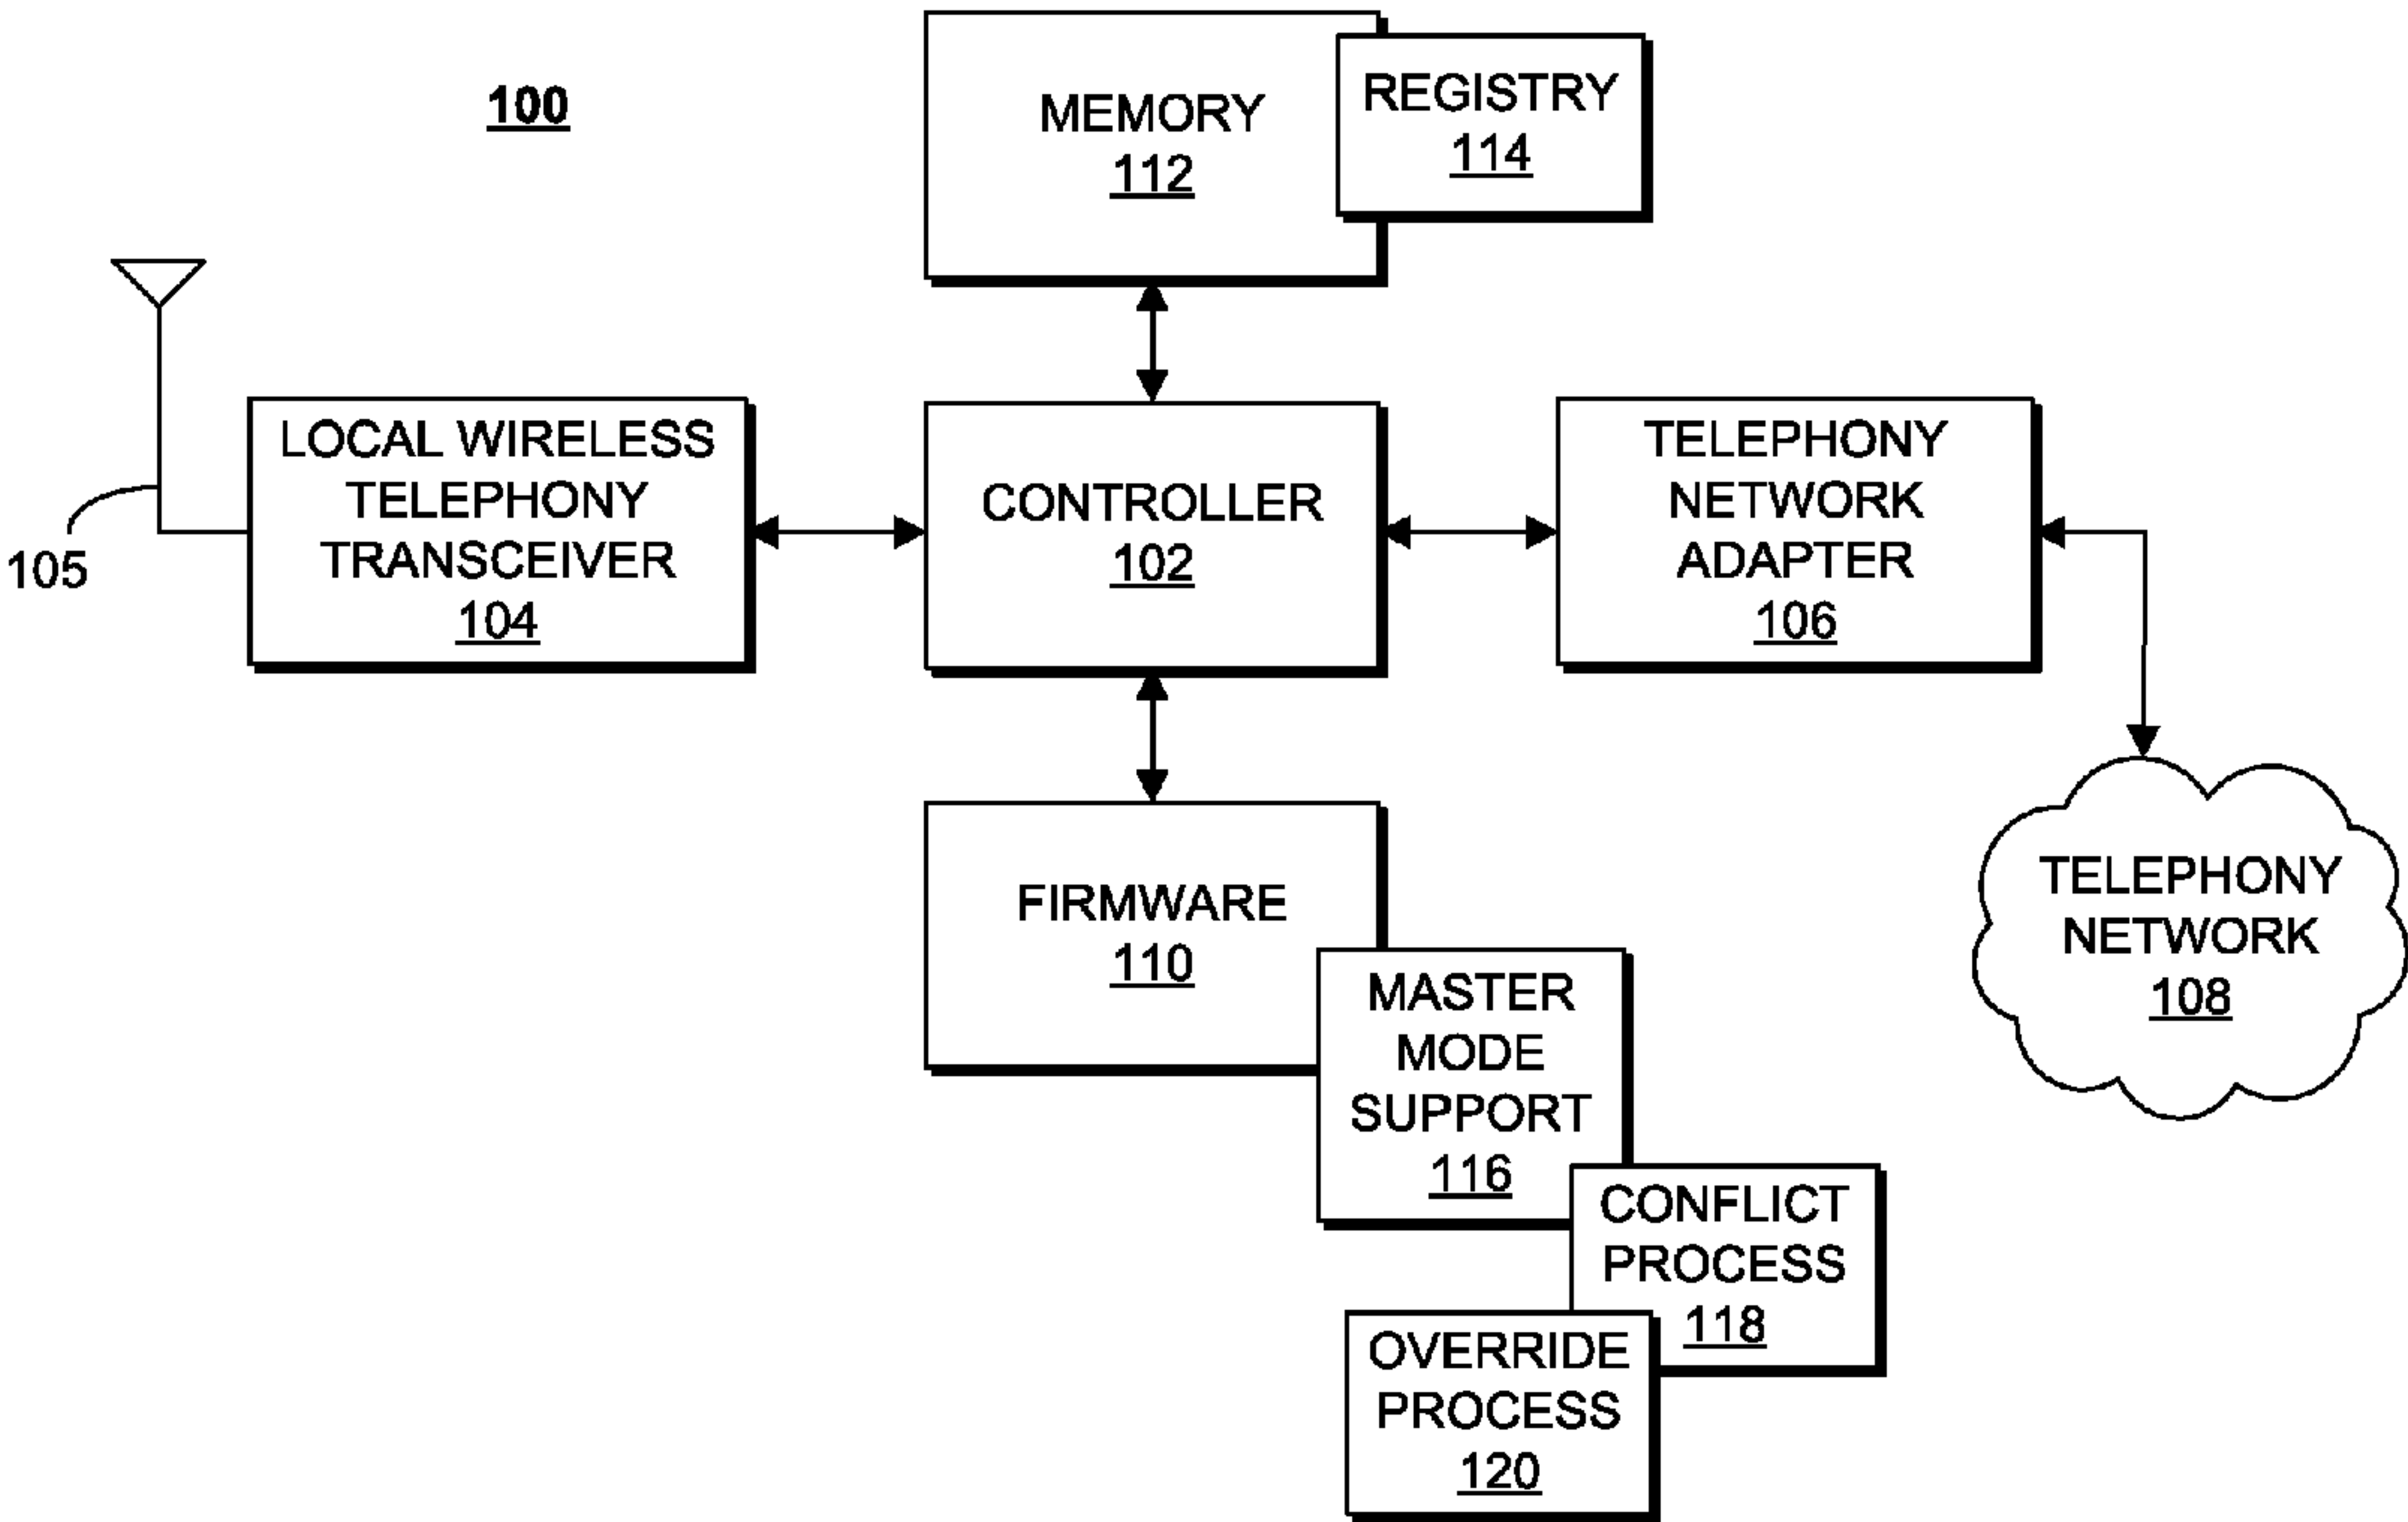 100
MEMORY
112
REGISTRY
114
105
LOCAL WIRELESS
TELEPHONY
TRANSCEIVER
104
CONTROLLER
102
TELEPHONY
NETWORK
ADAPTER
106
FIRMWARE
110
TELEPHONY
NETWORK
108
MASTER
MODE
SUPPORT
116
CONFLICT
PROCESS
118
OVERRIDE
PROCESS
120